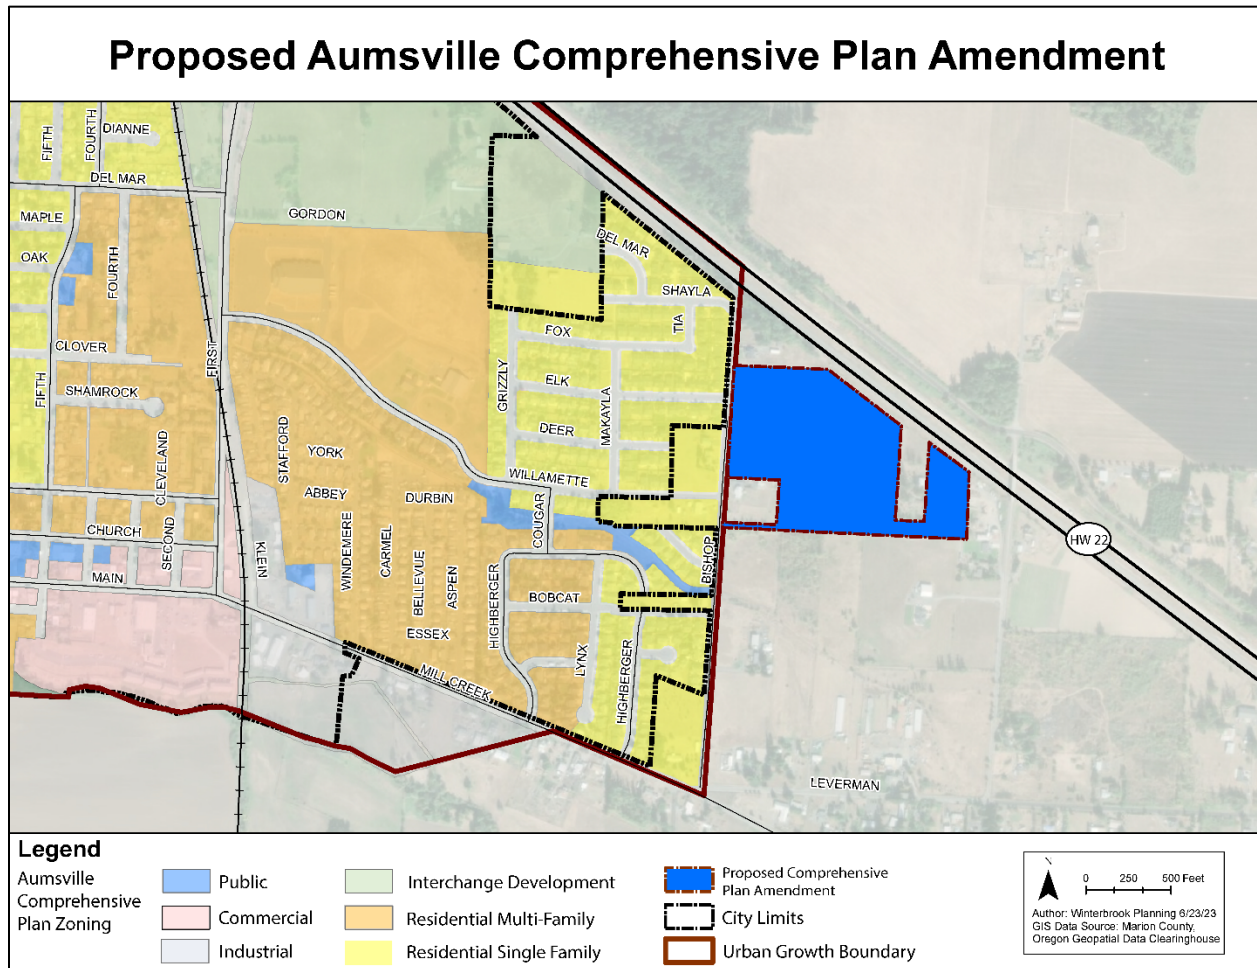 Proposed Aumsville Comprehensive Plan Amendment
FIFTH
FOURTH
DIANNE
DEL MAR
MAPLE
GORDON
OAK
FOURTH
DEL MAR
SHAYLA
TIA
FOX
CLOVER
FIRST
SHAMROCK
FIFTH
GRIZZLY
ELK
MAKAYLA
DEER
STAFFORD
YORK
CLEVELAND
WILLAMETTE
ABBEY
DURBIN
COUGAR
CHURCH
SECOND
KLEIN
WINDEMERE
CARMEL
BELLEVUE
ASPEN
HIGHBERGER
BISHOP
HW 22
MAIN
BOBCAT
ESSEX
LYNX
HIGHBERGER
MILL CREEK
LEVERMAN
Legend
Aumsville
Comprehensive
Plan Zoning
Public
Commercial
Industrial
Interchange Development
Residential Multi-Family
Residential Single Family
Proposed Comprehensive
Plan Amendment
City Limits
Urban Growth Boundary
N
0 250 500 Feet
Author: Winterbrook Planning 6/23/23
GIS Data Source: Marion County,
Oregon Geopatial Data Clearinghouse